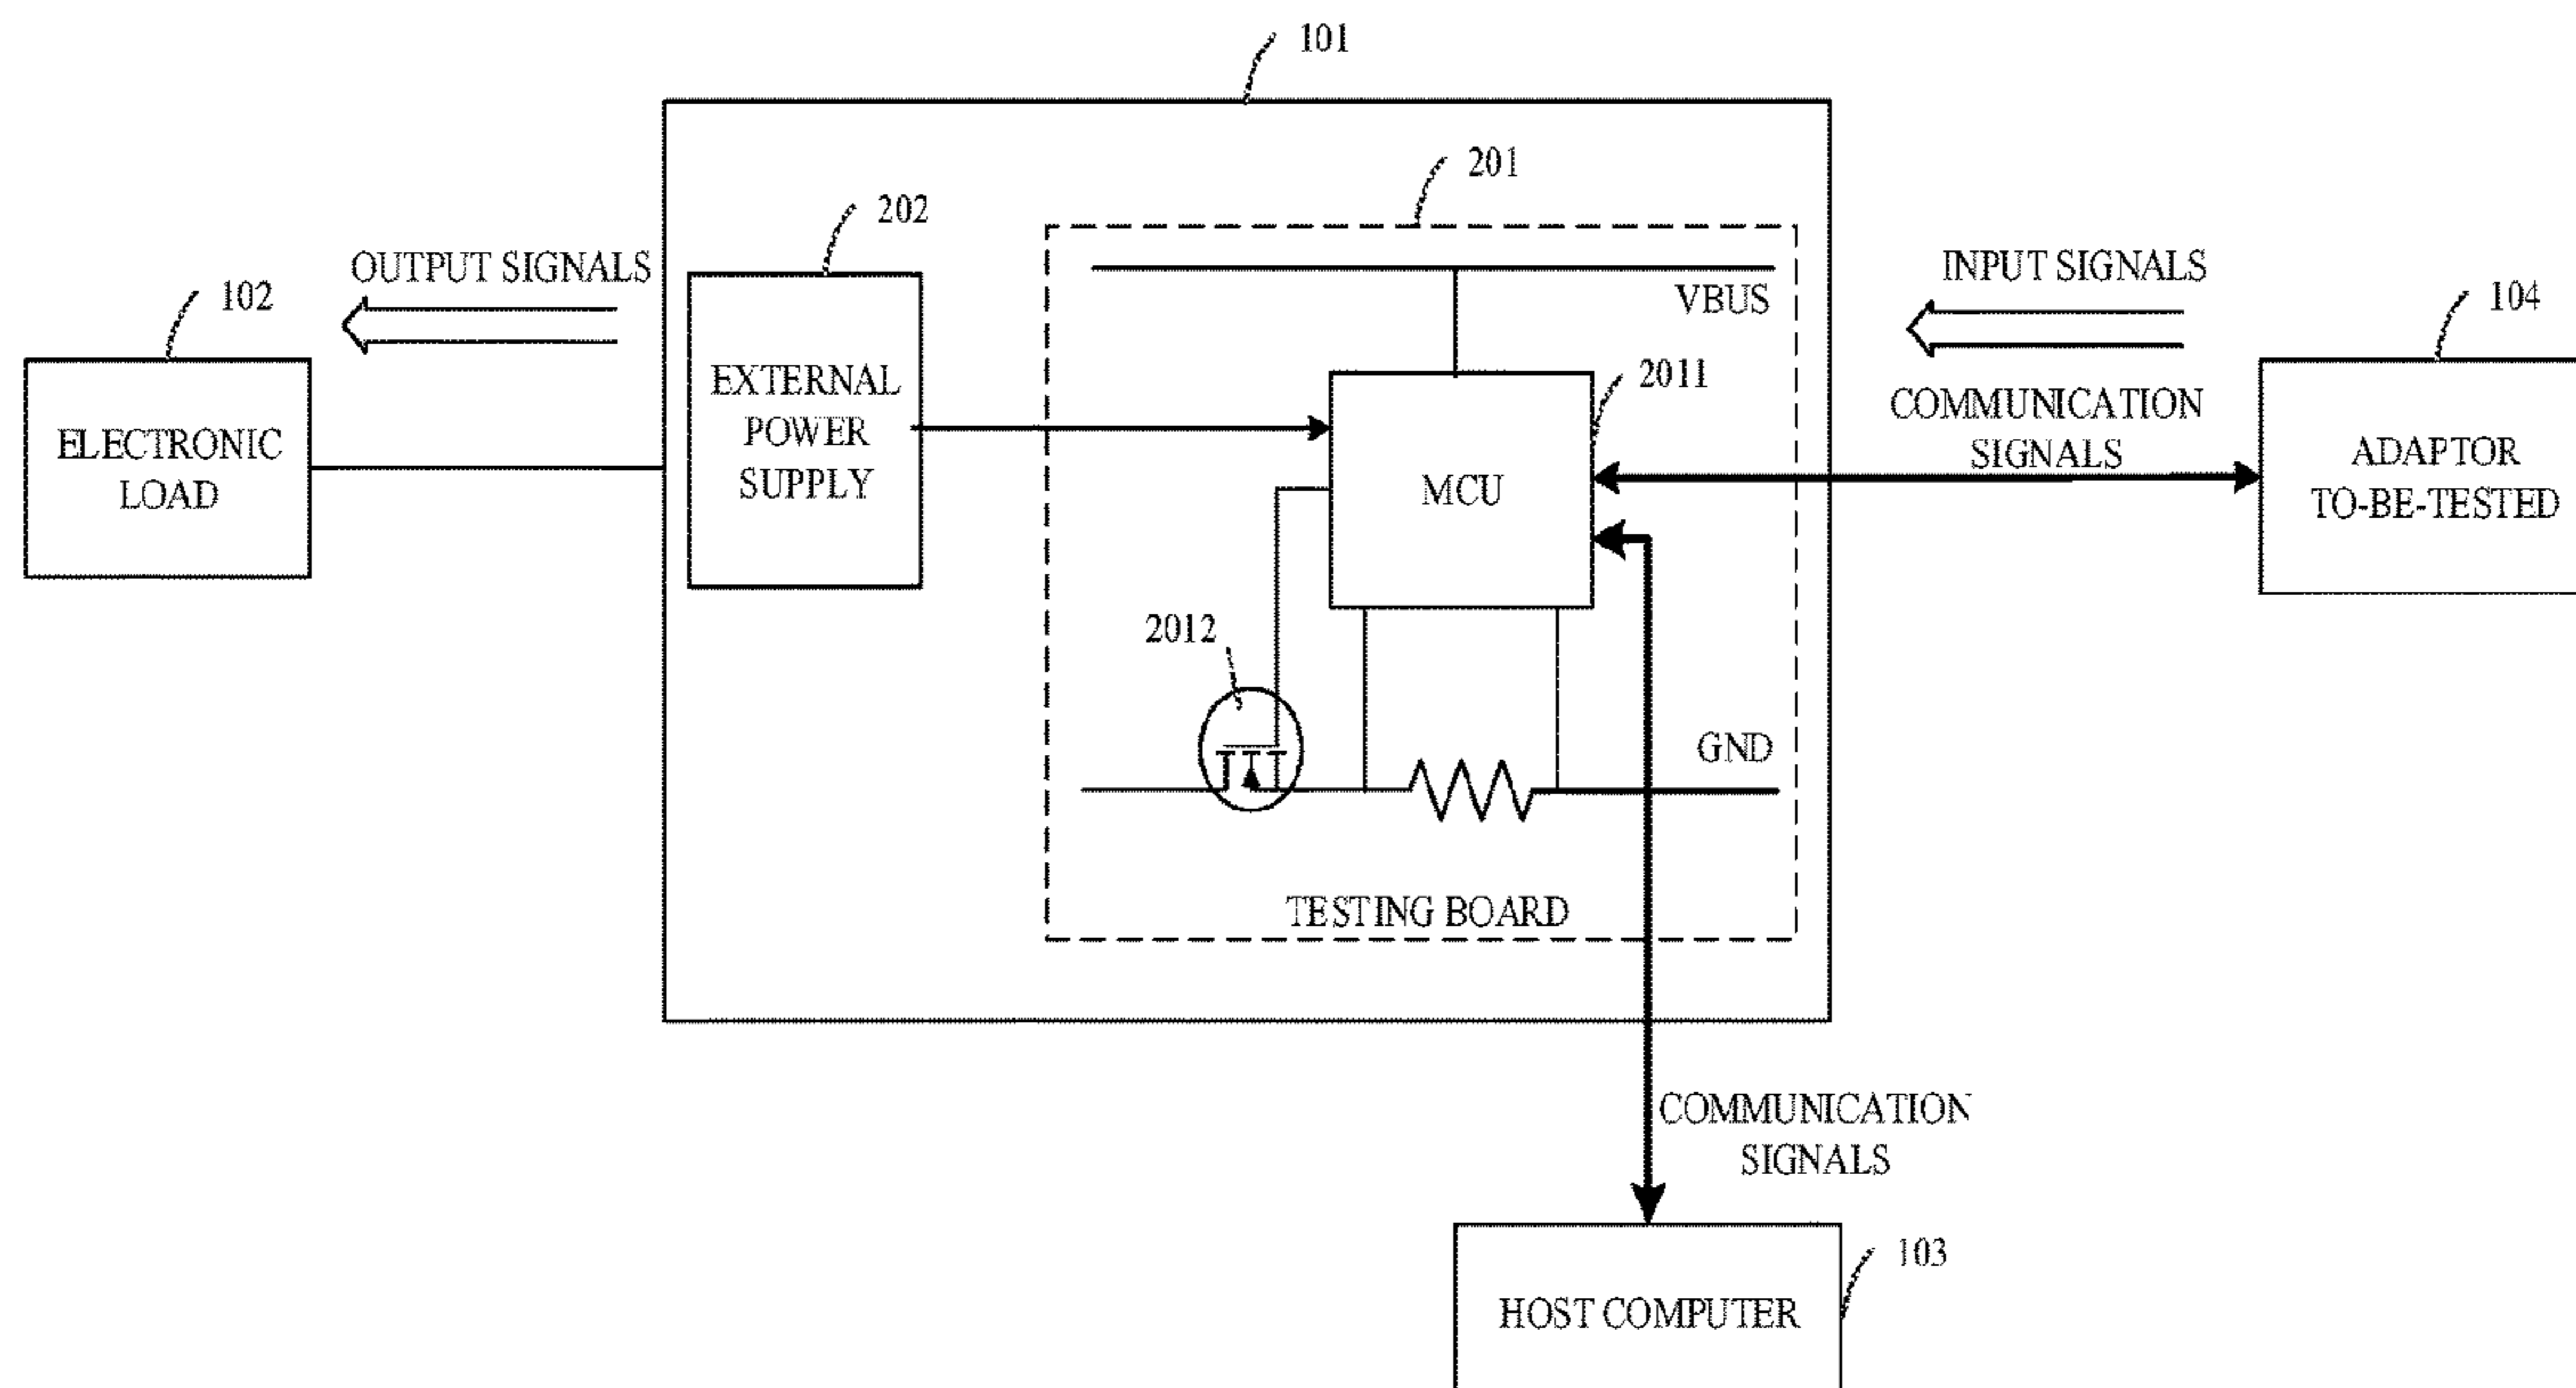 101
201
202
OUTPUT SIGNALS
102
INPUT SIGNALS
104
VBUS
EXTERNAL
POWER
SUPPLY
2011
COMMUNICATION
SIGNALS
ELECTRONIC
LOAD
MCU
ADAPTOR
TO-BE-TESTED
2012
GND
TESTING BOARD
COMMUNICATION
SIGNALS
103
HOST COMPUTER